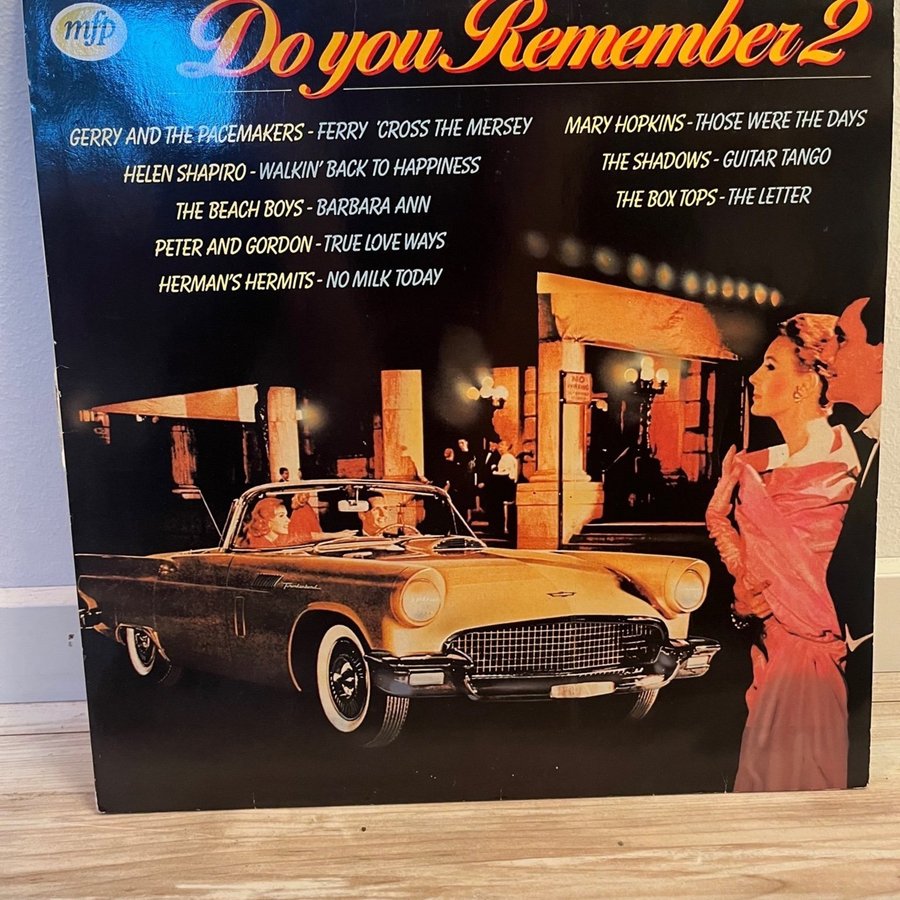 mfp
Do you Remember 2
GERRY AND THE PACEMAKERS - FERRY 'CROSS THE MERSEY
HELEN SHAPIRO - WALKIN' BACK TO HAPPINESS
THE BEACH BOYS - BARBARA ANN
PETER AND GORDON - TRUE LOVE WAYS
HERMAN'S HERMITS - NO MILK TODAY
MARY HOPKINS - THOSE WERE THE DAYS
THE SHADOWS - GUITAR TANGO
THE BOX TOPS - THE LETTER
NO
Thunderbird